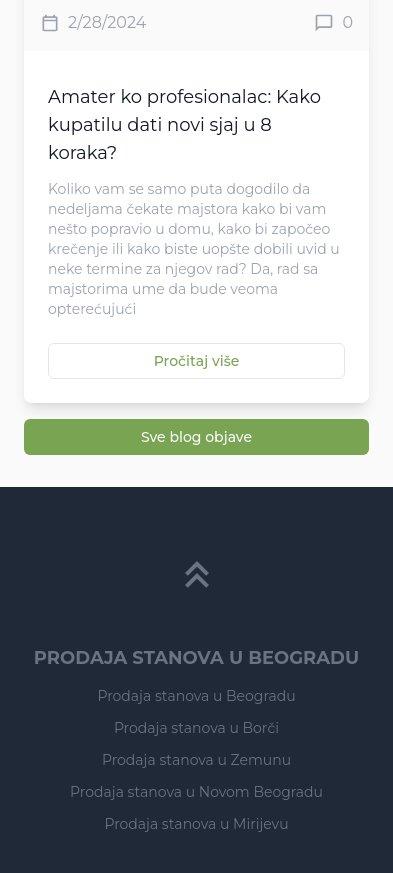 2/28/2024 0
Amater ko profesionalac: Kako
kupatilu dati novi sjaj u 8
koraka?
Koliko vam se samo puta dogodilo da
nedeljama čekate majstora kako bi vam
nešto popravio u domu, kako bi započeo
krečenje ili kako biste uopšte dobili uvid u
neke termine za njegov rad? Da, rad sa
majstorima ume da bude veoma
opterećujući
Pročitaj više
Sve blog objave
PRODAJA STANOVA U BEOGRADU
Prodaja stanova u Beogradu
Prodaja stanova u Borči
Prodaja stanova u Zemunu
Prodaja stanova u Novom Beogradu
Prodaja stanova u Mirijevu